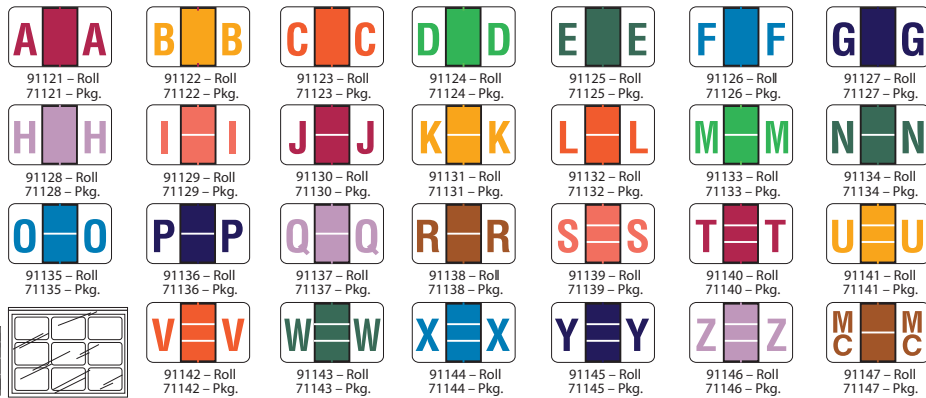 A A B B C C D D E E F F G G
91121 – Roll 91122 – Roll 91123 – Roll 91124 – Roll 91125 – Roll 91126 – Roll 91127 – Roll
71121 – Pkg. 71122 – Pkg. 71123 – Pkg. 71124 – Pkg. 71125 – Pkg. 71126 – Pkg. 71127 – Pkg.
H H I I J J K K L L M M N N
91128 – Roll 91129 – Roll 91130 – Roll 91131 – Roll 91132 – Roll 91133 – Roll 91134 – Roll
71128 – Pkg. 71129 – Pkg. 71130 – Pkg. 71131 – Pkg. 71132 – Pkg. 71133 – Pkg. 71134 – Pkg.
O O P P Q Q R R S S T T U U
91135 – Roll 91136 – Roll 91137 – Roll 91138 – Roll 91139 – Roll 91140 – Roll 91141 – Roll
71135 – Pkg. 71136 – Pkg. 71137 – Pkg. 71138 – Pkg. 71139 – Pkg. 71140 – Pkg. 71141 – Pkg.
V V W W X X Y Y Z Z M C M C
91142 – Roll 91143 – Roll 91144 – Roll 91145 – Roll 91146 – Roll 91147 – Roll
71142 – Pkg. 71143 – Pkg. 71144 – Pkg. 71145 – Pkg. 71146 – Pkg. 71147 – Pkg.